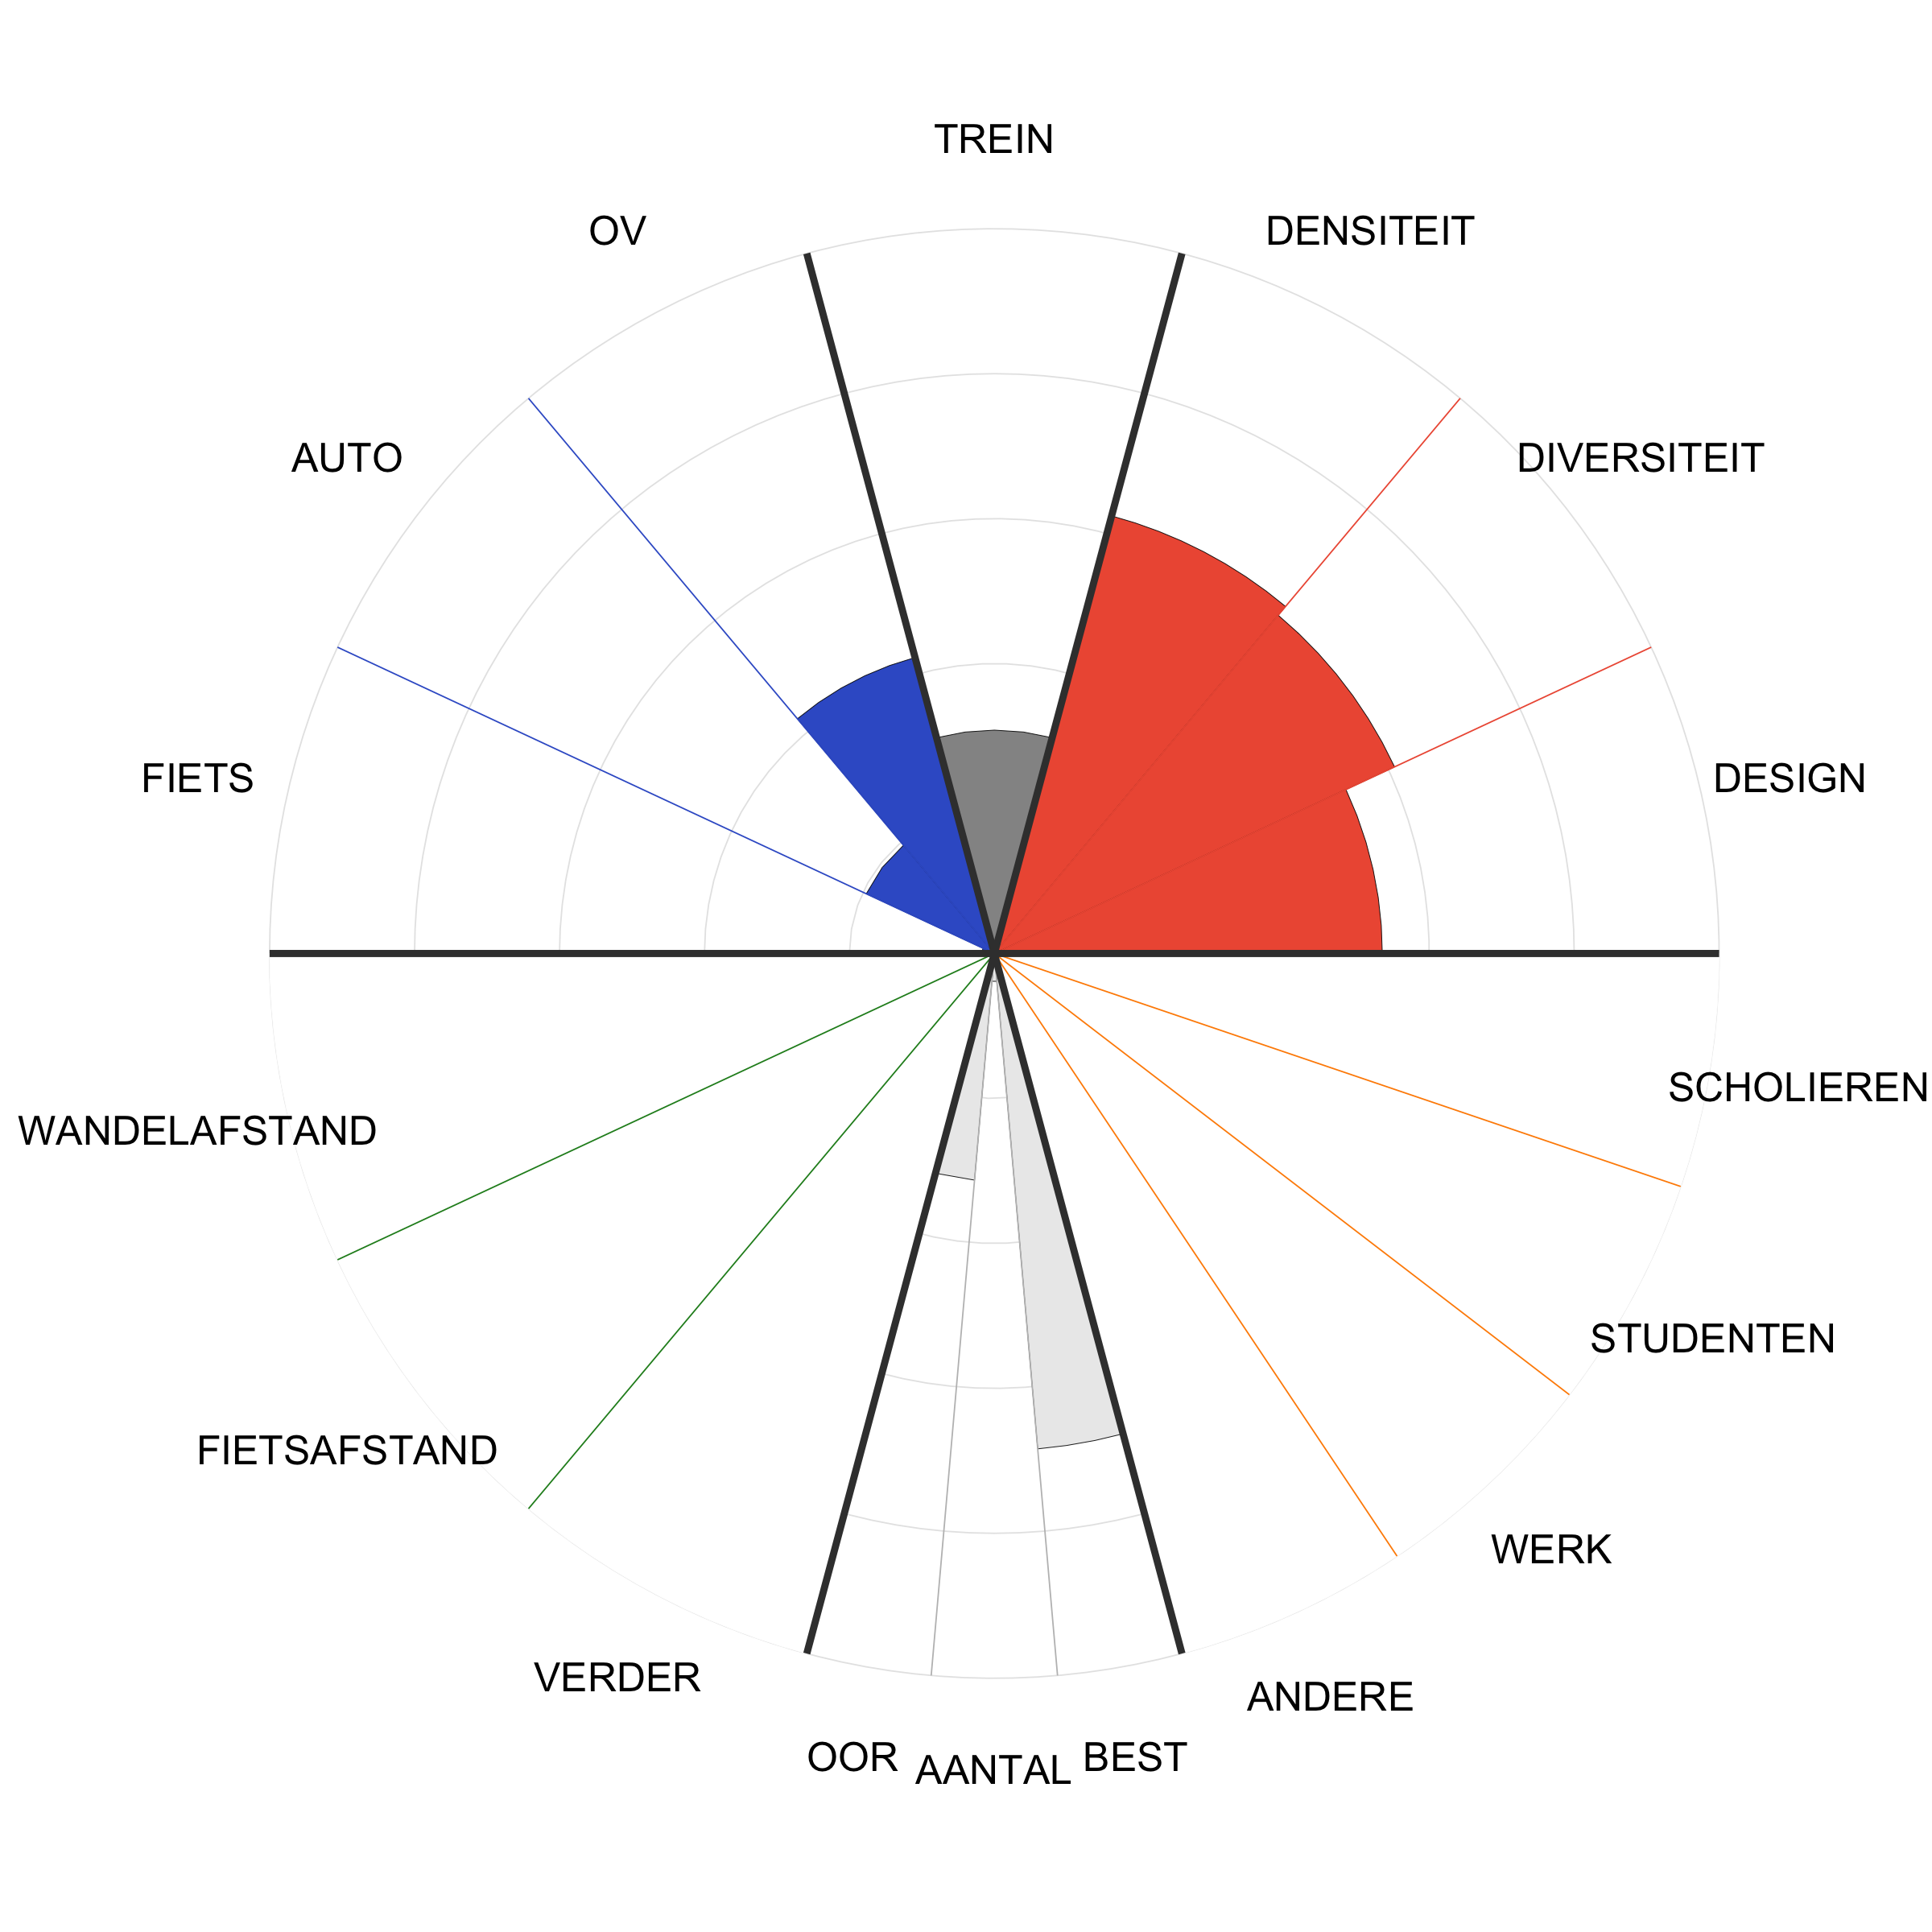 TREIN
OV
DENSITEIT
AUTO
DIVERSITEIT
FIETS
DESIGN
SCHOLIEREN
WANDELAFSTAND
STUDENTEN
FIETSAFSTAND
WERK
VERDER
ANDERE
OOR
AANTAL
BEST